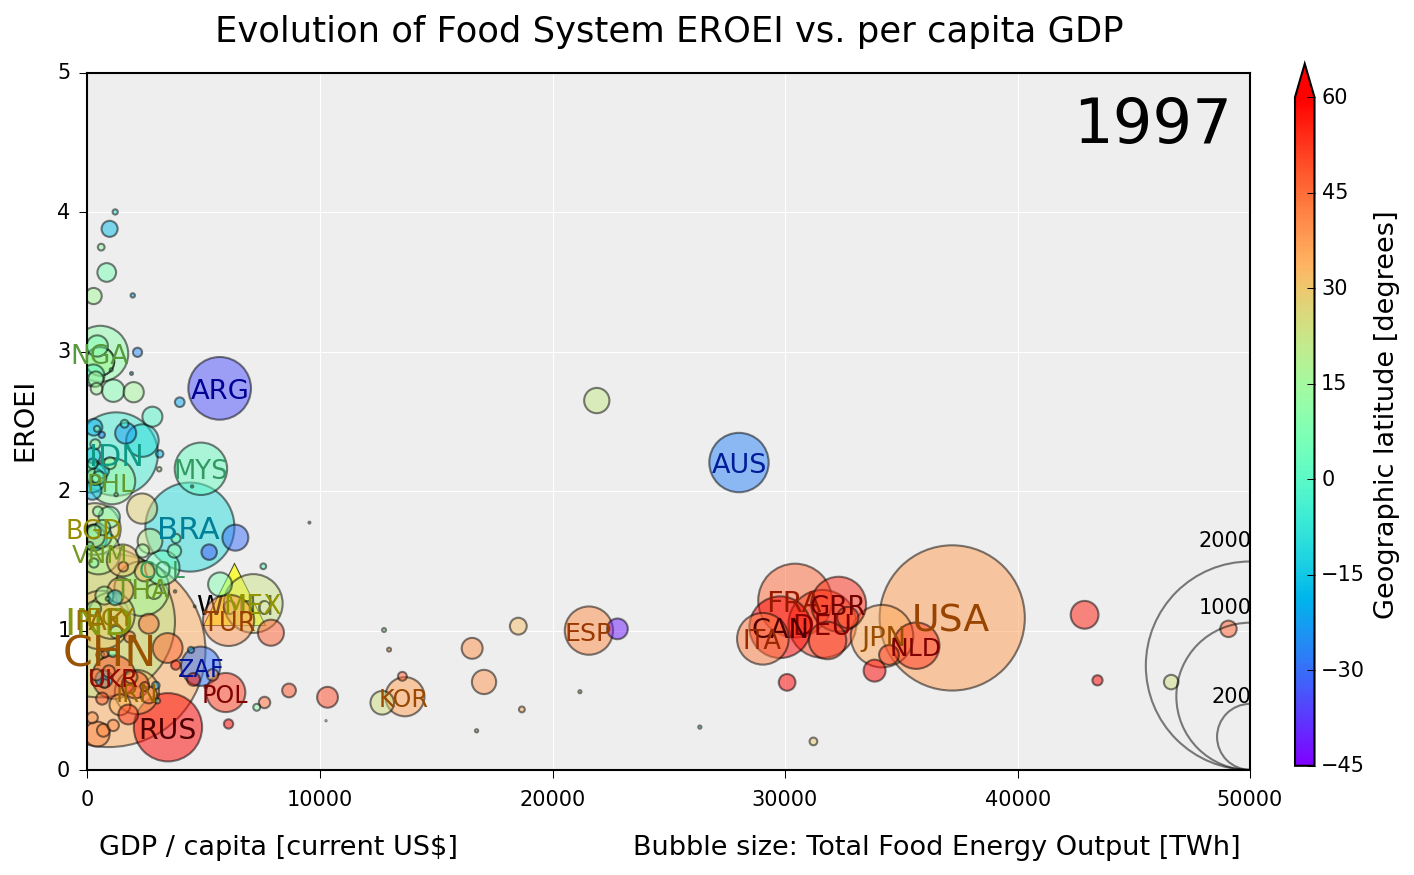 Evolution of Food System EROEI vs. per capita GDP
1997
5
4
3
2
1
0
EROEI
NGA
ARG
IDN
MYS
AUS
PHL
BRA
BGD
VNM
COL
THA
MEX
TUR
FRA
GBR
USA
CAN
DEU
ESP
ITA
JPN
NLD
CHN
ZAF
UKR
IRN
POL
KOR
RUS
2000
1000
200
0
10000
20000
30000
40000
50000
GDP / capita [current US$]
Bubble size: Total Food Energy Output [TWh]
60
45
30
15
0
−15
−30
−45
Geographic latitude [degrees]